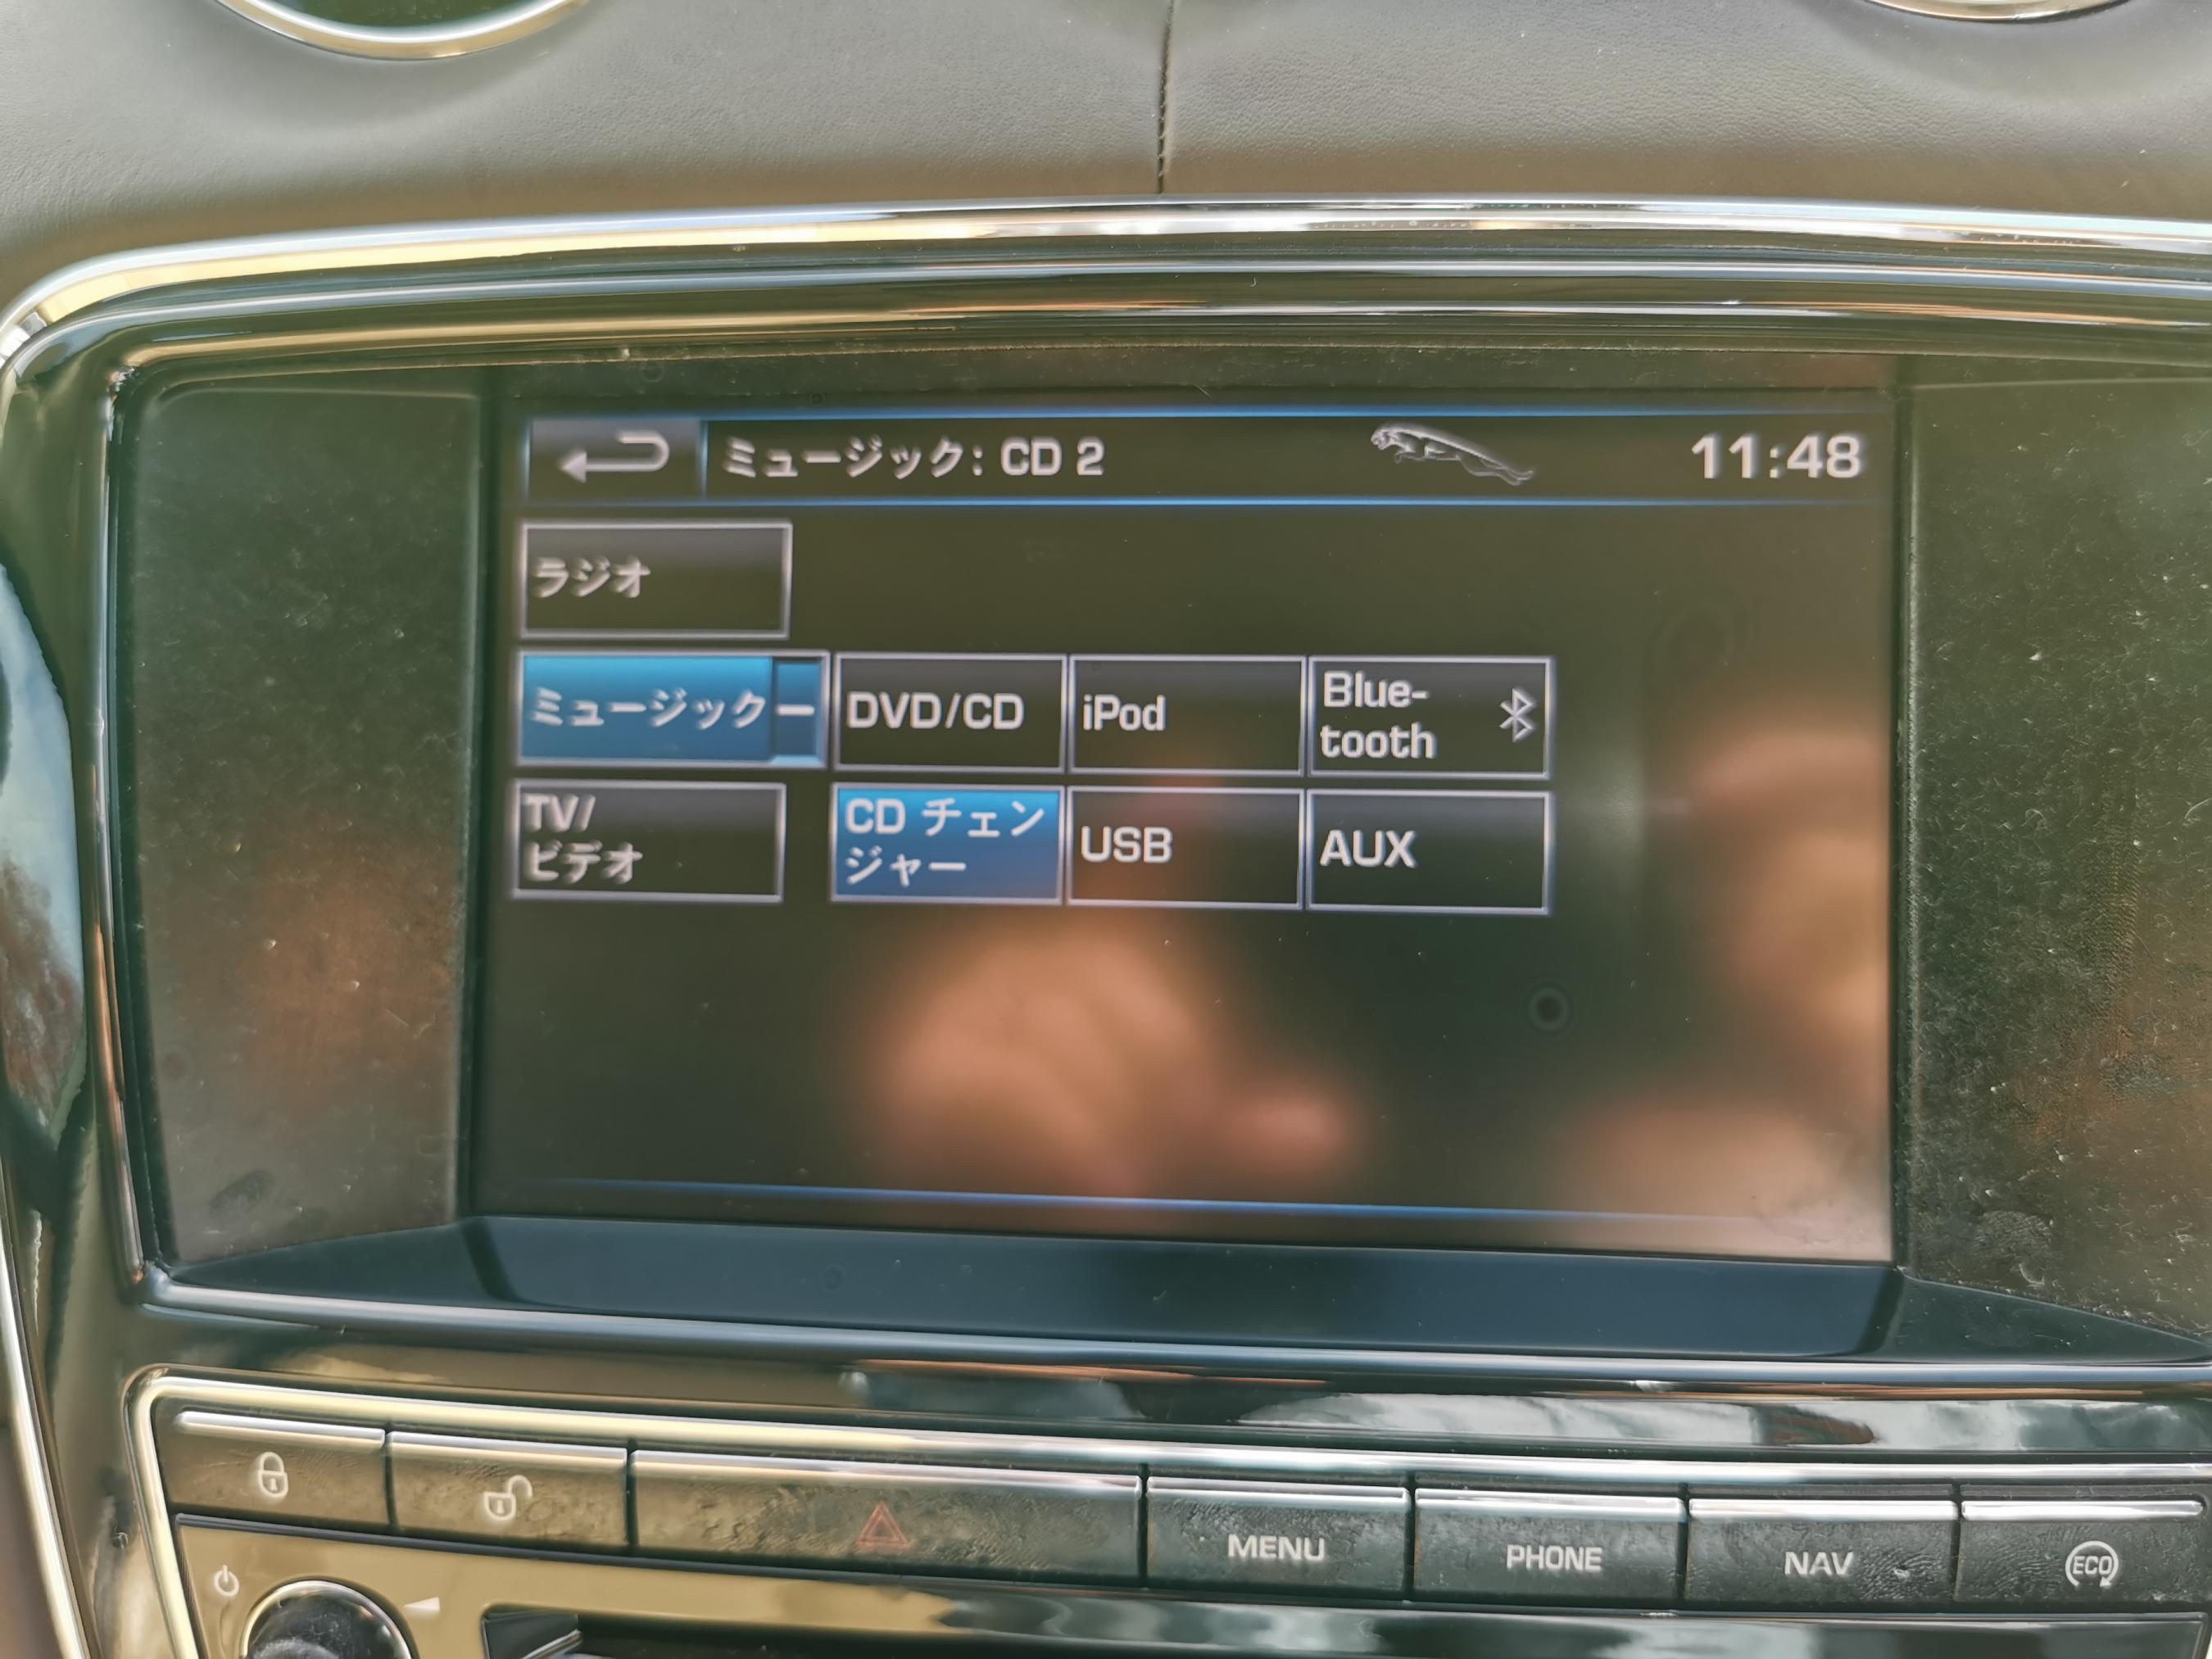 ミュージック: CD 2
11:48
ラジオ
ミュージック
DVD/CD
iPod
Blue-
tooth
TV/
ビデオ
CD チェン
ジャー
USB
AUX
MENU
PHONE
NAV
ECO